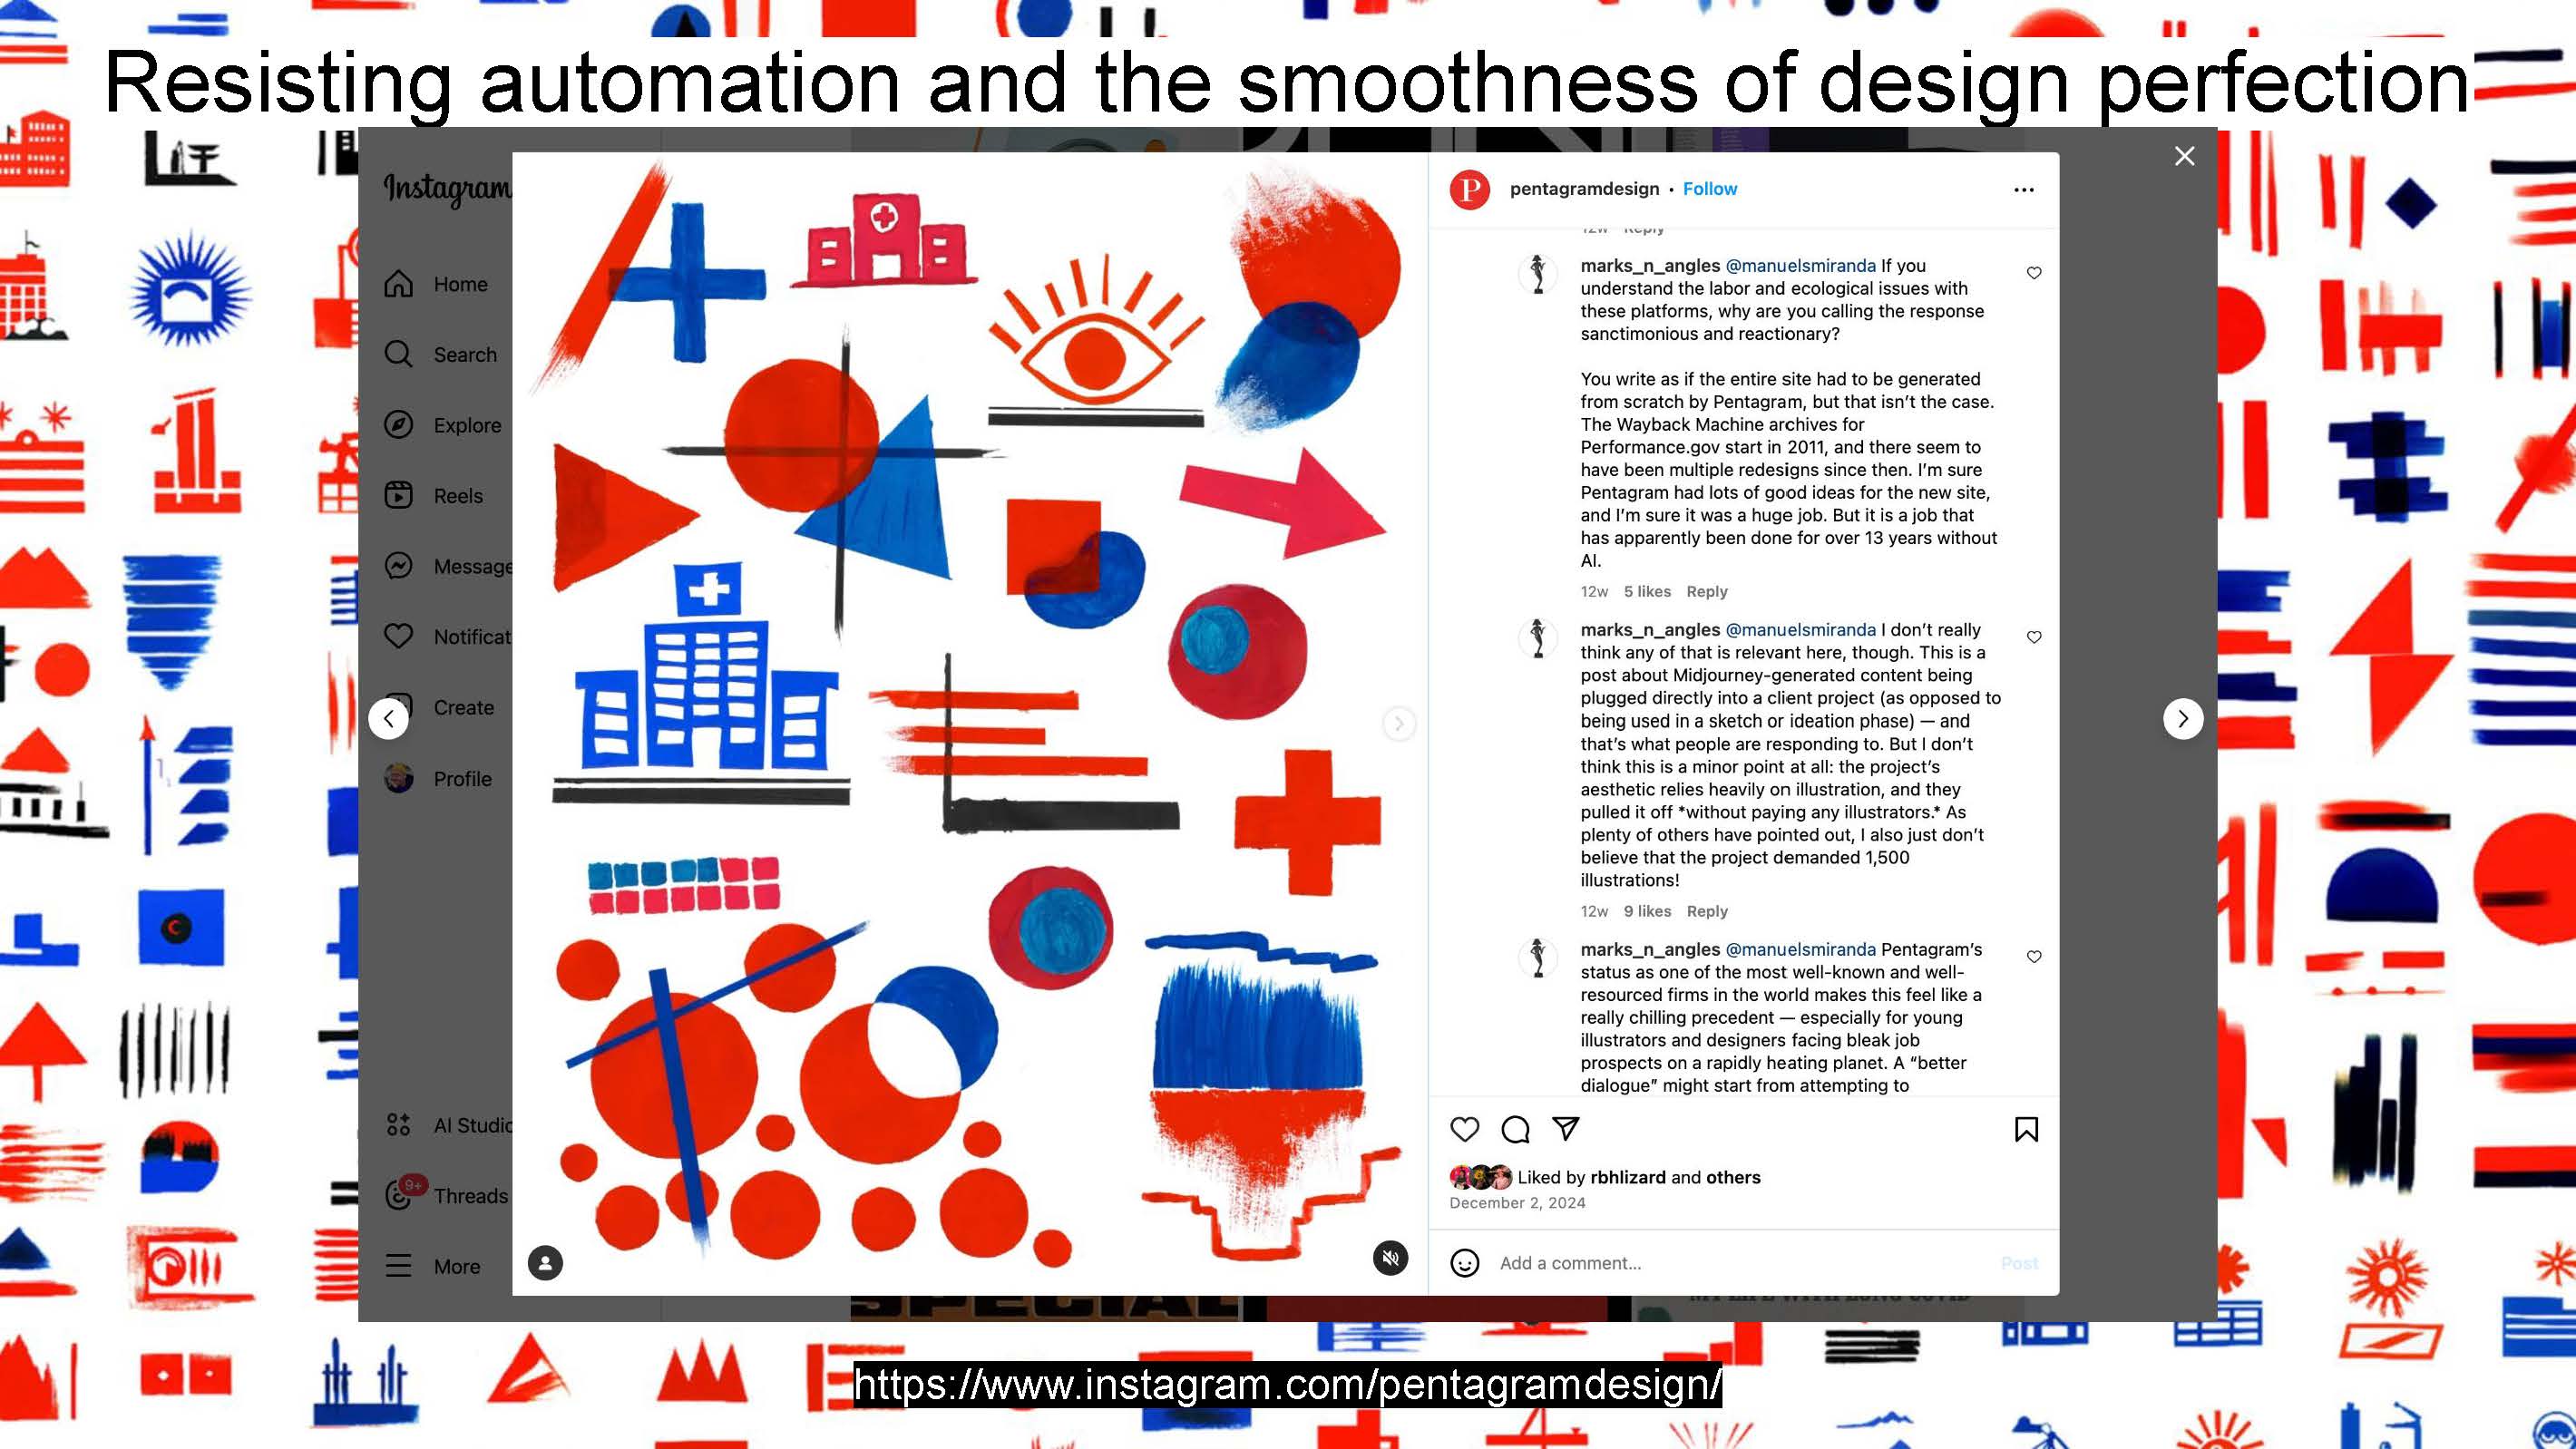 Resisting automation and the smoothness of design perfection
Instagram
Home
Search
Explore
Reels
Message
Notificat
Create
Profile
AI Studio
9+
Threads
More
P
pentagramdesign • Follow
12w Reply
marks_n_angles @manuelsmiranda If you
understand the labor and ecological issues with
these platforms, why are you calling the response
sanctimonious and reactionary?
You write as if the entire site had to be generated
from scratch by Pentagram, but that isn't the case.
The Wayback Machine archives for
Performance.gov start in 2011, and there seem to
have been multiple redesigns since then. I'm sure
Pentagram had lots of good ideas for the new site,
and I'm sure it was a huge job. But it is a job that
has apparently been done for over 13 years without
AI.
12w 5 likes Reply
marks_n_angles @manuelsmiranda I don't really
think any of that is relevant here, though. This is a
post about Midjourney-generated content being
plugged directly into a client project (as opposed to
being used in a sketch or ideation phase) — and
that's what people are responding to. But I don't
think this is a minor point at all: the project's
aesthetic relies heavily on illustration, and they
pulled it off *without paying any illustrators.* As
plenty of others have pointed out, I also just don't
believe that the project demanded 1,500
illustrations!
12w 9 likes Reply
marks_n_angles @manuelsmiranda Pentagram's
status as one of the most well-known and well-
resourced firms in the world makes this feel like a
really chilling precedent — especially for young
illustrators and designers facing bleak job
prospects on a rapidly heating planet. A "better
dialogue" might start from attempting to
Liked by rbhlizard and others
December 2, 2024
Add a comment...
Post
SPECIAL
https://www.instagram.com/pentagramdesign/